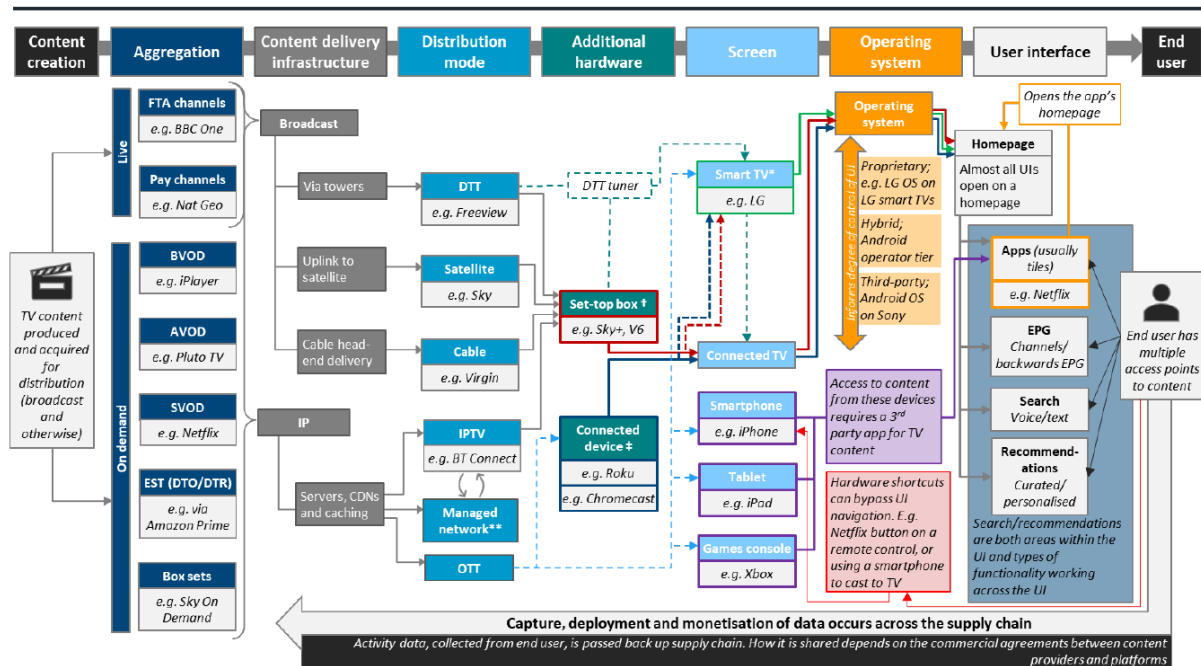 Content
creation
Aggregation
Content delivery
infrastructure
Distribution
mode
Additional
hardware
Screen
Operating
system
User interface
End
user
TV content
produced
and acquired
for
distribution
(broadcast
and
otherwise)
Live
FTA channels
e.g. BBC One
Pay channels
e.g. Nat Geo
On demand
BVOD
e.g. iPlayer
AVOD
e.g. Pluto TV
SVOD
e.g. Netflix
EST (DTO/DTR)
e.g. via
Amazon Prime
Box sets
e.g. Sky On
Demand
Broadcast
Via towers
Uplink to
satellite
Cable head-
end delivery
IP
Servers, CDNs
and caching
DTT
e.g. Freeview
Satellite
e.g. Sky
Cable
e.g. Virgin
IPTV
e.g. BT Connect
Managed
network**
OTT
DTT tuner
Set-top box †
e.g. Sky+, V6
Connected
device ‡
e.g. Roku
e.g. Chromecast
Smart TV*
e.g. LG
Connected TV
Smartphone
e.g. iPhone
Tablet
e.g. iPad
Games console
e.g. Xbox
Operating
system
Informs degree of control of UI
Proprietary;
e.g. LG OS on
LG smart TVs
Hybrid;
Android
operator tier
Third-party;
Android OS
on Sony
Access to content
from these devices
requires a 3rd
party app for TV
content
Hardware shortcuts
can bypass UI
navigation. E.g.
Netflix button on a
remote control, or
using a smartphone
to cast to TV
Opens the app's
homepage
Homepage
Almost all UIs
open on a
homepage
Apps (usually
tiles)
e.g. Netflix
EPG
Channels/
backwards EPG
Search
Voice/text
Recommend-
ations
Curated/
personalised
Search/recommendations
are both areas within the
UI and types of
functionality working
across the UI
End user has
multiple
access points
to content
Capture, deployment and monetisation of data occurs across the supply chain
Activity data, collected from end user, is passed back up supply chain. How it is shared depends on the commercial agreements between content
providers and platforms